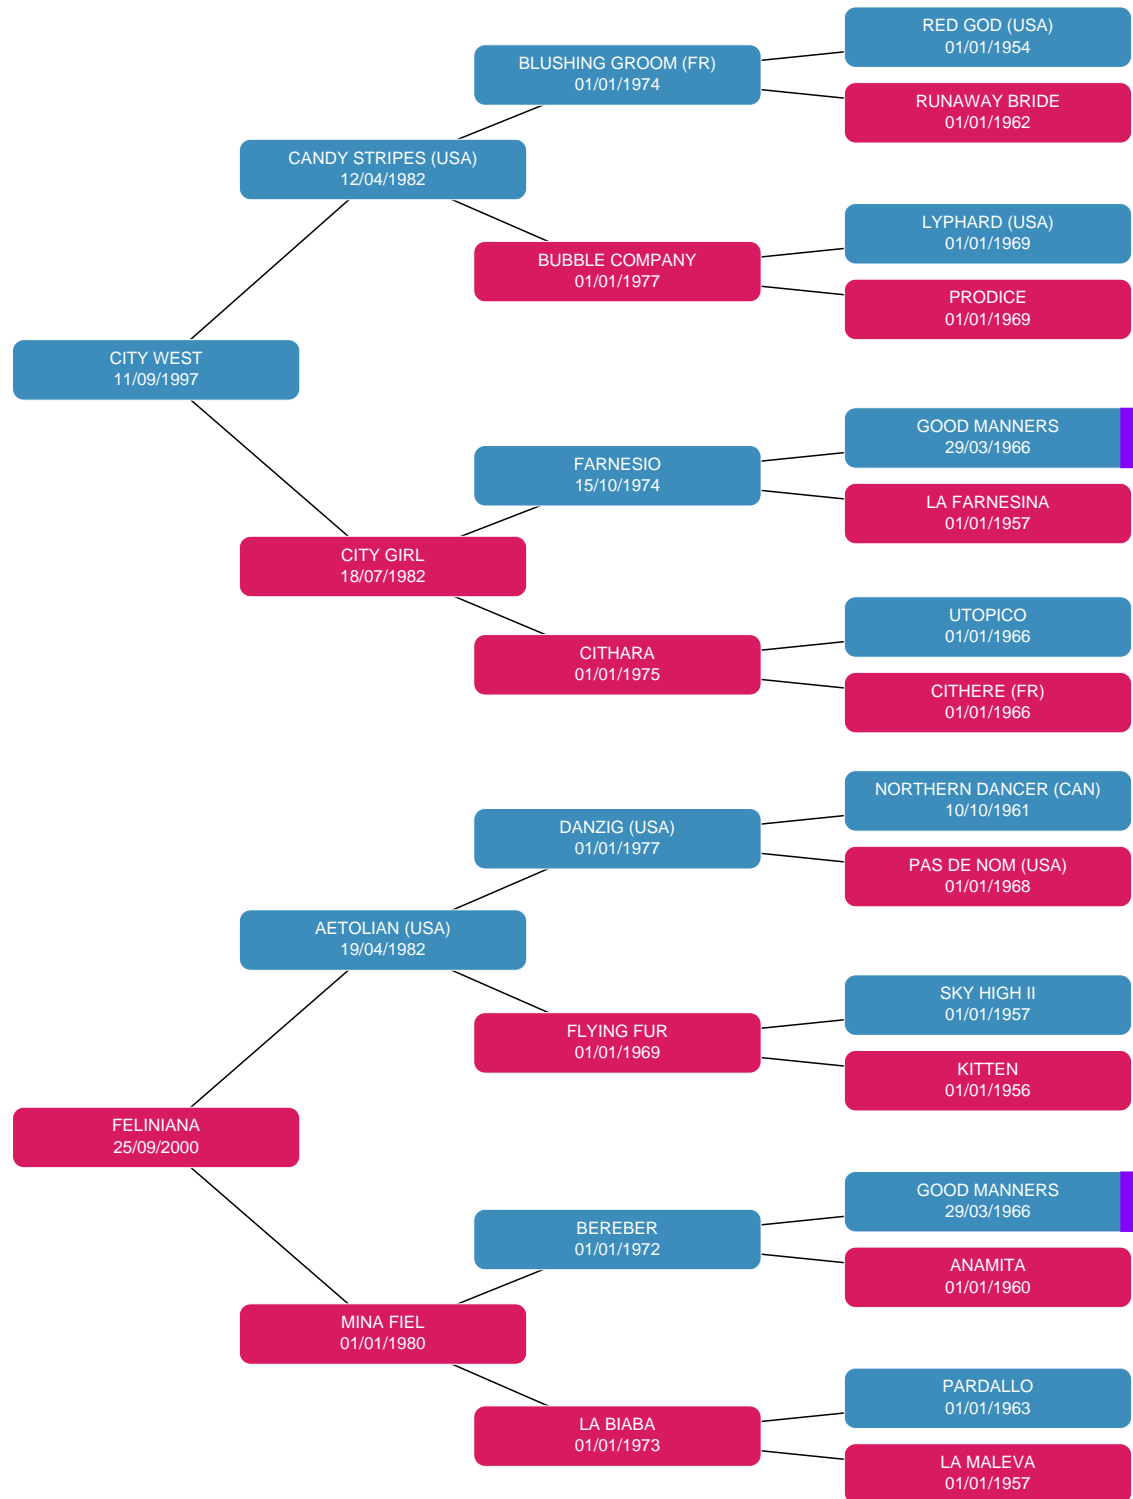 RED GOD (USA)
01/01/1954
BLUSHING GROOM (FR)
01/01/1974
RUNAWAY BRIDE
01/01/1962
CANDY STRIPES (USA)
12/04/1982
LYPHARD (USA)
01/01/1969
BUBBLE COMPANY
01/01/1977
PRODICE
01/01/1969
CITY WEST
11/09/1997
GOOD MANNERS
29/03/1966
FARNESIO
15/10/1974
LA FARNESINA
01/01/1957
CITY GIRL
18/07/1982
UTOPICO
01/01/1966
CITHARA
01/01/1975
CITHERE (FR)
01/01/1966
NORTHERN DANCER (CAN)
10/10/1961
DANZIG (USA)
01/01/1977
PAS DE NOM (USA)
01/01/1968
AETOLIAN (USA)
19/04/1982
SKY HIGH II
01/01/1957
FLYING FUR
01/01/1969
KITTEN
01/01/1956
FELINIANA
25/09/2000
GOOD MANNERS
29/03/1966
BEREBER
01/01/1972
ANAMITA
01/01/1960
MINA FIEL
01/01/1980
PARDALLO
01/01/1963
LA BIABA
01/01/1973
LA MALEVA
01/01/1957